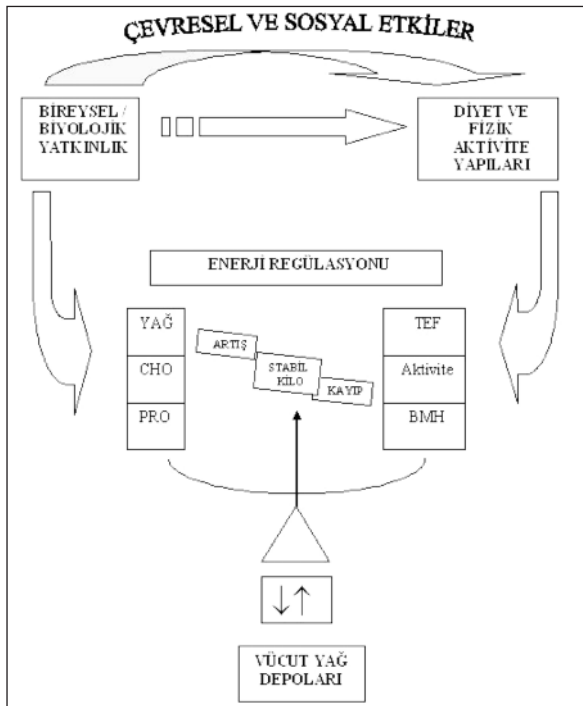 ÇEVRESEL VE SOSYAL ETKİLER
BİREYSEL /
BİYOLOJİK
YATKINLIK
DİYET VE
FİZİK
AKTİVİTE
YAPILARI
ENERJİ REGÜLASYONU
YAĞ
CHO
PRO
ARTIŞ
STABİL
KİLO
KAYIP
TEF
Aktivite
BMH
↓↑
VÜCUT YAĞ
DEPOLARI